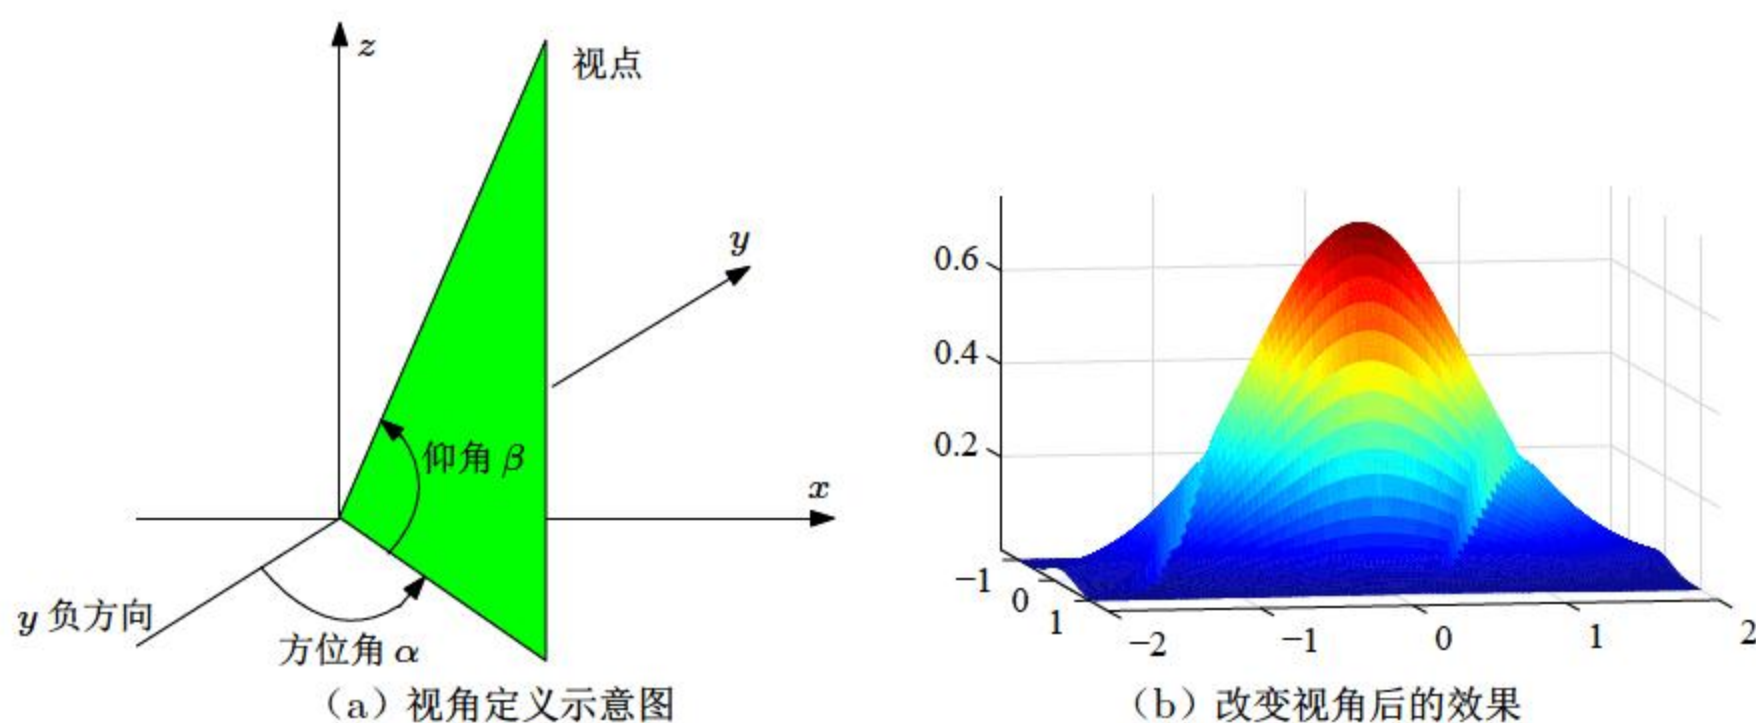 z
视点
y
仰角 β
x
y 负方向
方位角 α
（a）视角定义示意图
0.6
0.4
0.2
−1
0
1
−2
−1
0
1
2
（b）改变视角后的效果